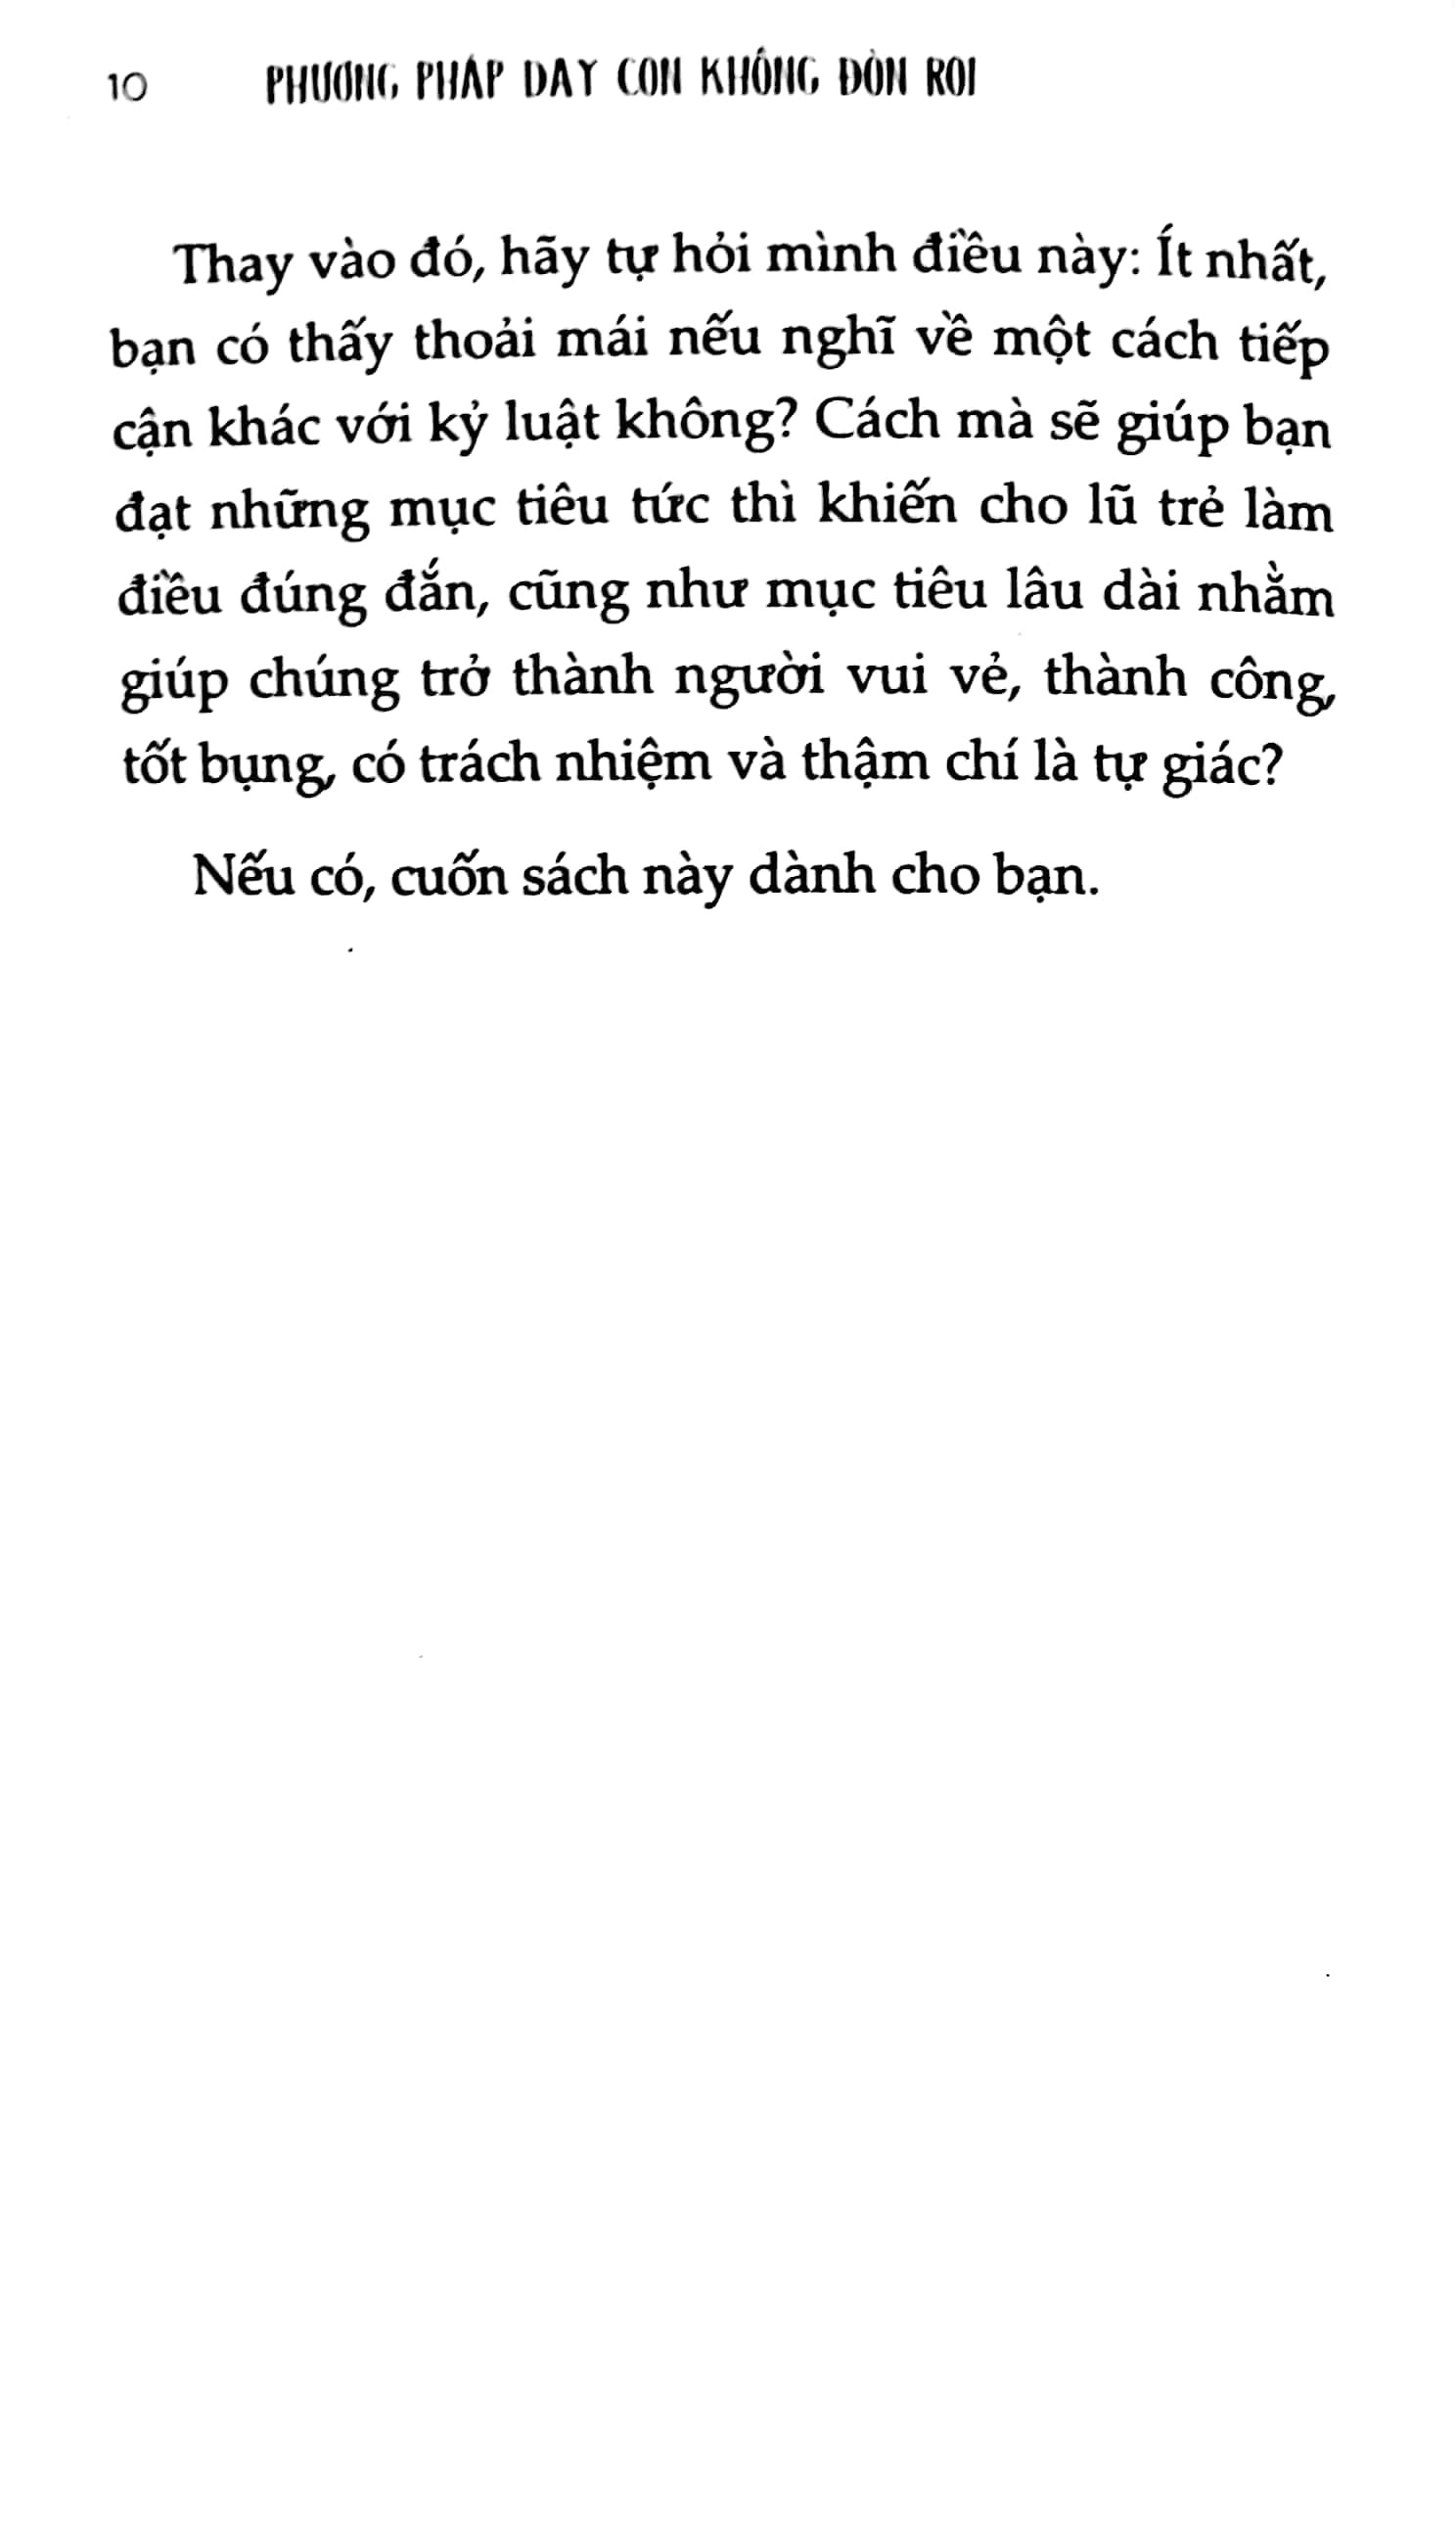 10 PHƯƠNG PHÁP DẠY CON KHÔNG ĐÒN ROI
Thay vào đó, hãy tự hỏi mình điều này: Ít nhất,
bạn có thấy thoải mái nếu nghĩ về một cách tiếp
cận khác với kỷ luật không? Cách mà sẽ giúp bạn
đạt những mục tiêu tức thì khiến cho lũ trẻ làm
điều đúng đắn, cũng như mục tiêu lâu dài nhằm
giúp chúng trở thành người vui vẻ, thành công,
tốt bụng, có trách nhiệm và thậm chí là tự giác?
Nếu có, cuốn sách này dành cho bạn.